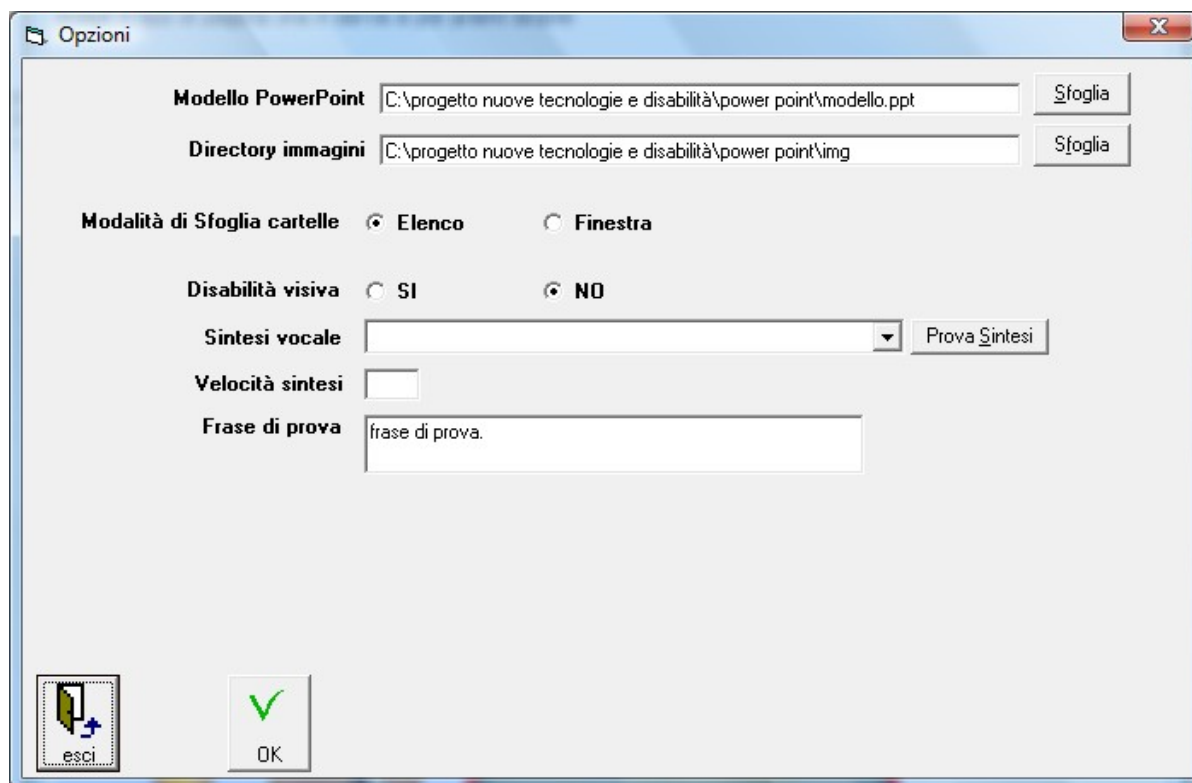 Opzioni
Modello PowerPoint C:\progetto nuove tecnologie e disabilità\power point\modello.ppt Sfoglia
Directory immagini C:\progetto nuove tecnologie e disabilità\power point\img Sfoglia
Modalità di Sfoglia cartelle Elenco Finestra
Disabilità visiva SI NO
Sintesi vocale Prova Sintesi
Velocità sintesi
Frase di prova frase di prova.
esci OK